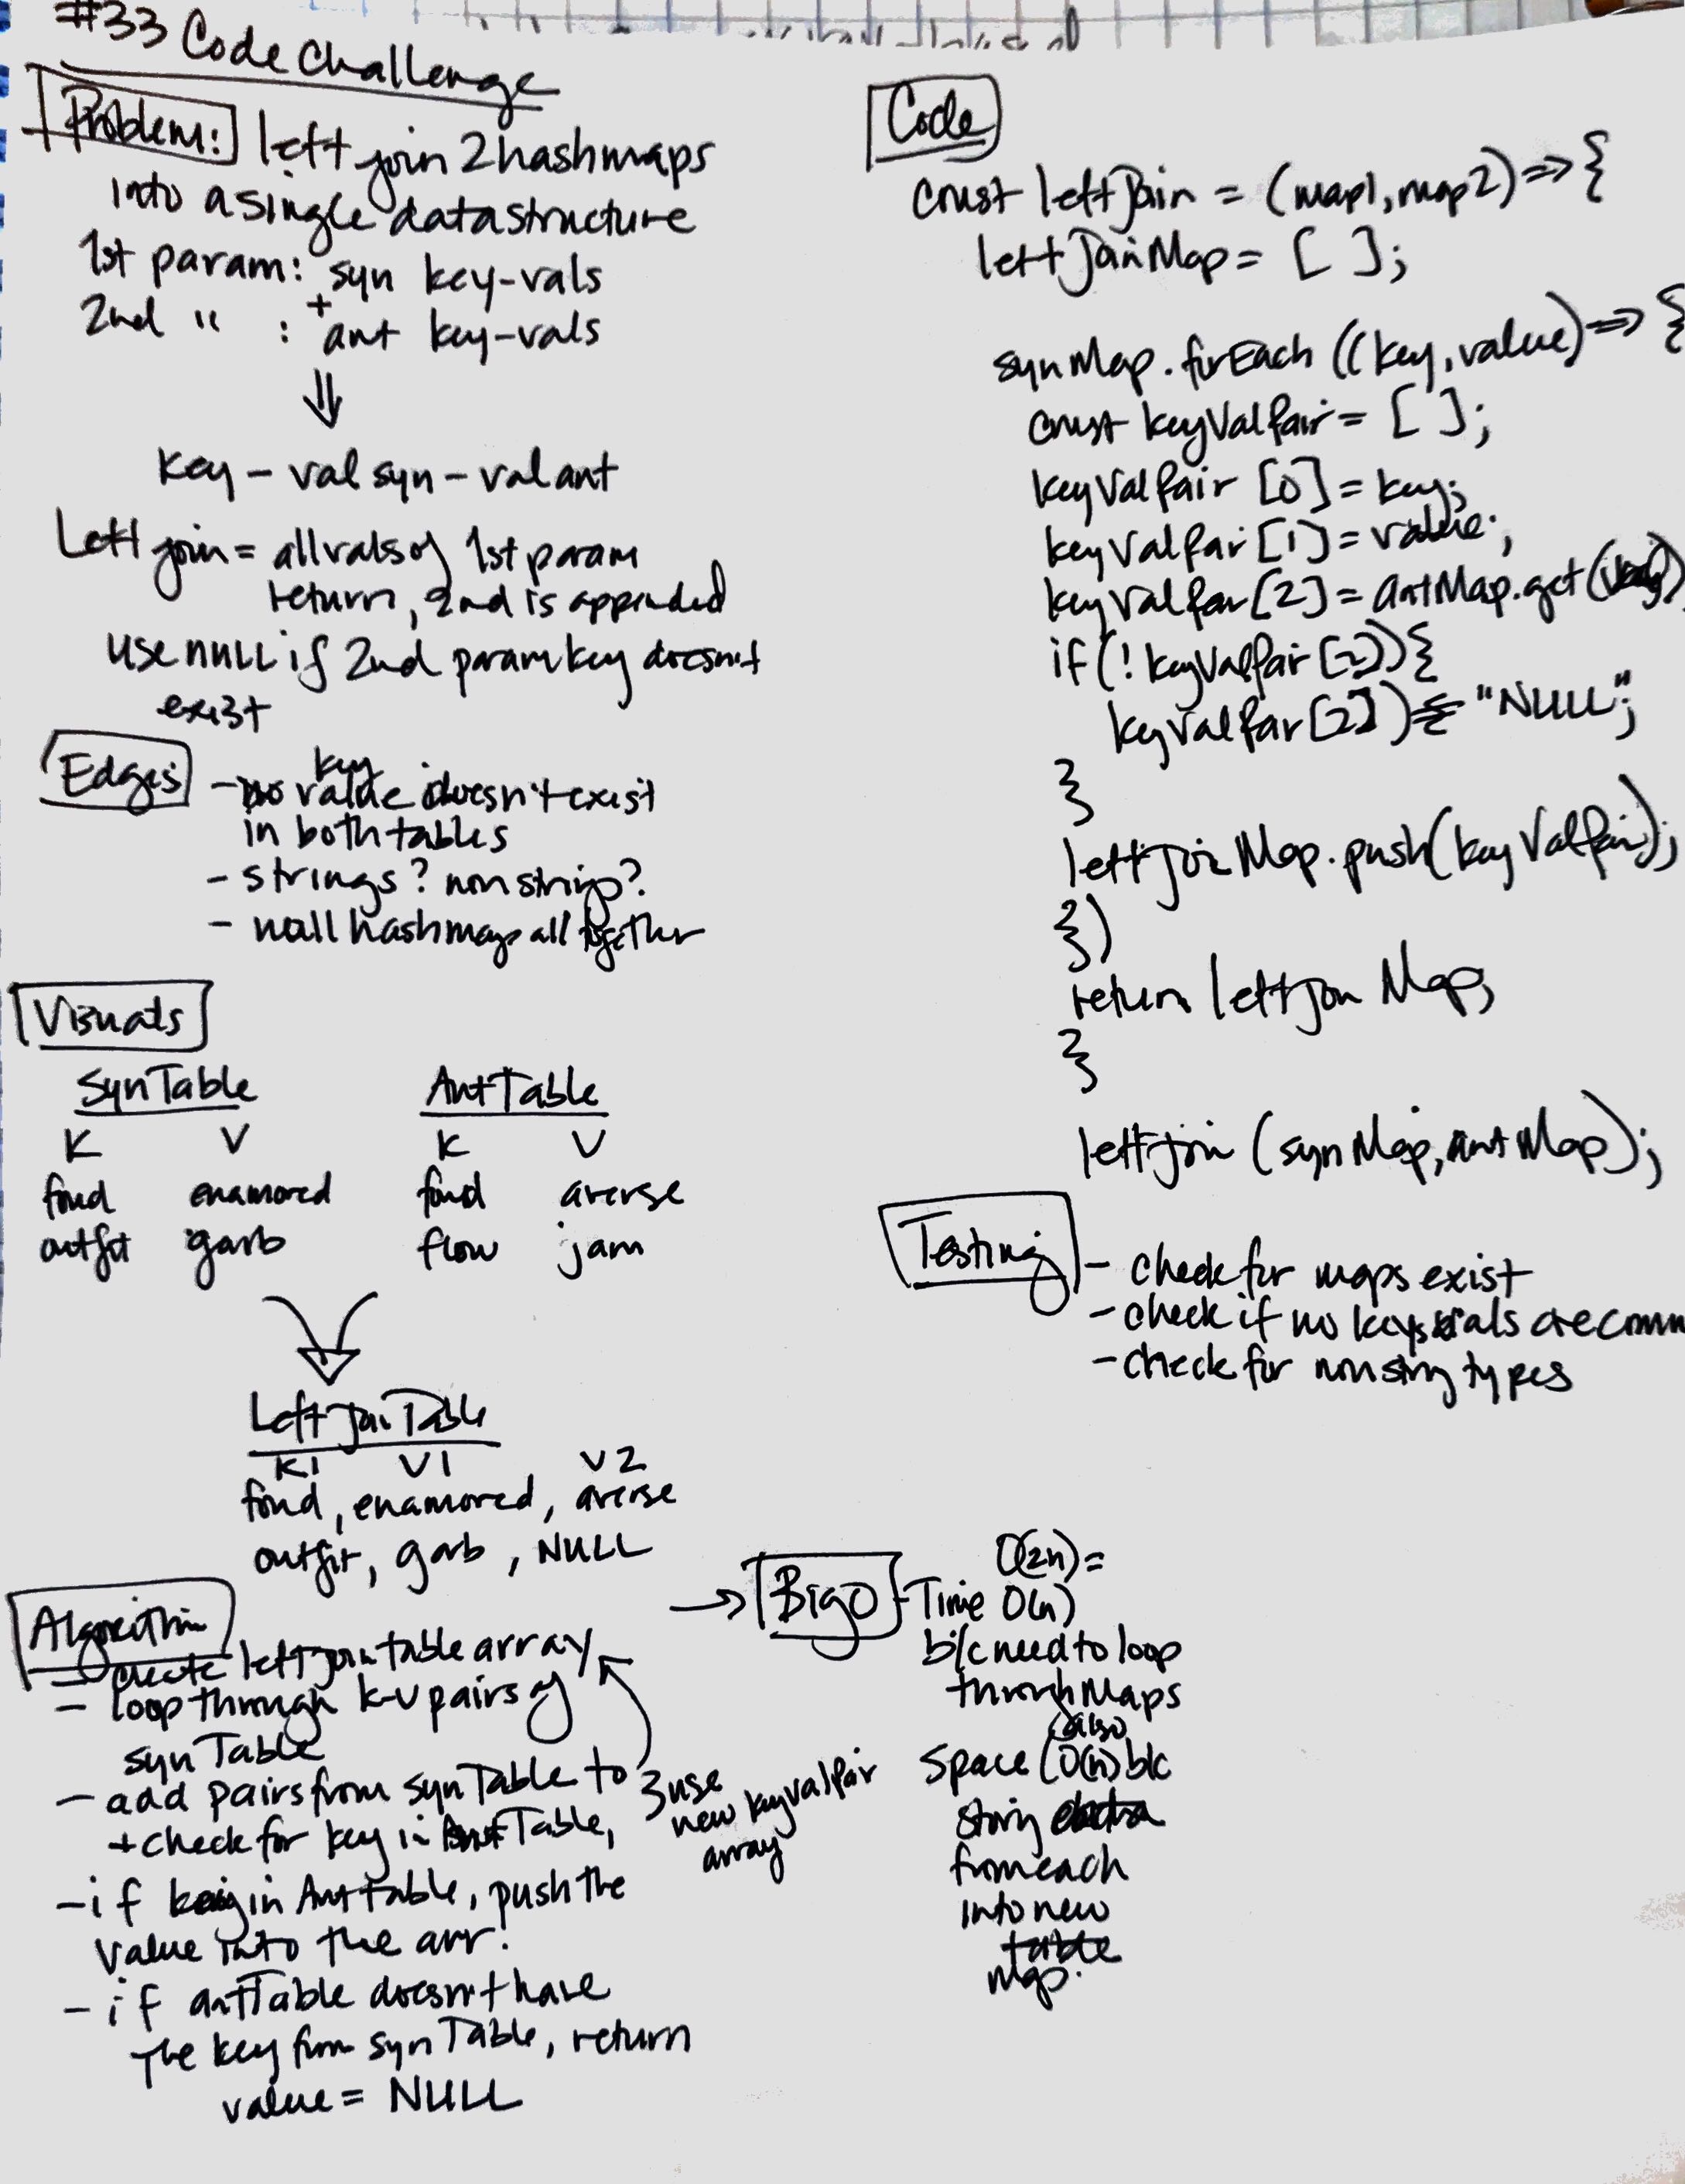 #33 Code Challenge
Problem: left join 2 hashmaps
into a single datastructure
1st param: syn key-vals
+
2nd " : ant key-vals
⇓
Key - val syn - val ant
Left join = all vals of 1st param
return, 2nd is appended
use null if 2nd param key doesn't
exist
Edges
key
- value doesn't exist
in both tables
- strings? non strings?
- null hashmaps all together
Visuals
SynTable AntTable
K V K V
fond enamored fond averse
outfit garb flow jam
Left Join Table
K1 V1 V2
fond, enamored, averse
outfit, garb, NULL
Algorithm
- create left join table array
- loop through k-v pairs of
synTable
- add pairs from synTable to
+ check for key in AntTable,
} use
new keyvalpair
array
- if key in AntTable, push the
value into the arr.
- if antTable doesn't have
the key from synTable, return
value = NULL
Code
const leftJoin = (map1, map2) => {
leftJoinMap = [ ];
synMap.forEach ((key, value) => {
const keyValPair = [ ];
keyValPair [0] = key;
keyValPair [1] = value;
keyValPair [2] = antMap.get(key)
if (! keyValPair [2]) {
keyValPair [2]) = "NULL";
}
leftJoinMap.push(keyValPair);
})
return leftJoinMap;
}
leftJoin (synMap, antMap);
Testing
- check for maps exist
- check if no keys vals are comm
- check for non string types
→ Big O - O(2n) =
Time O(n)
b/c need to loop
through Maps
also
Space (O(n) b/c
storing
from each
into new
table
map.